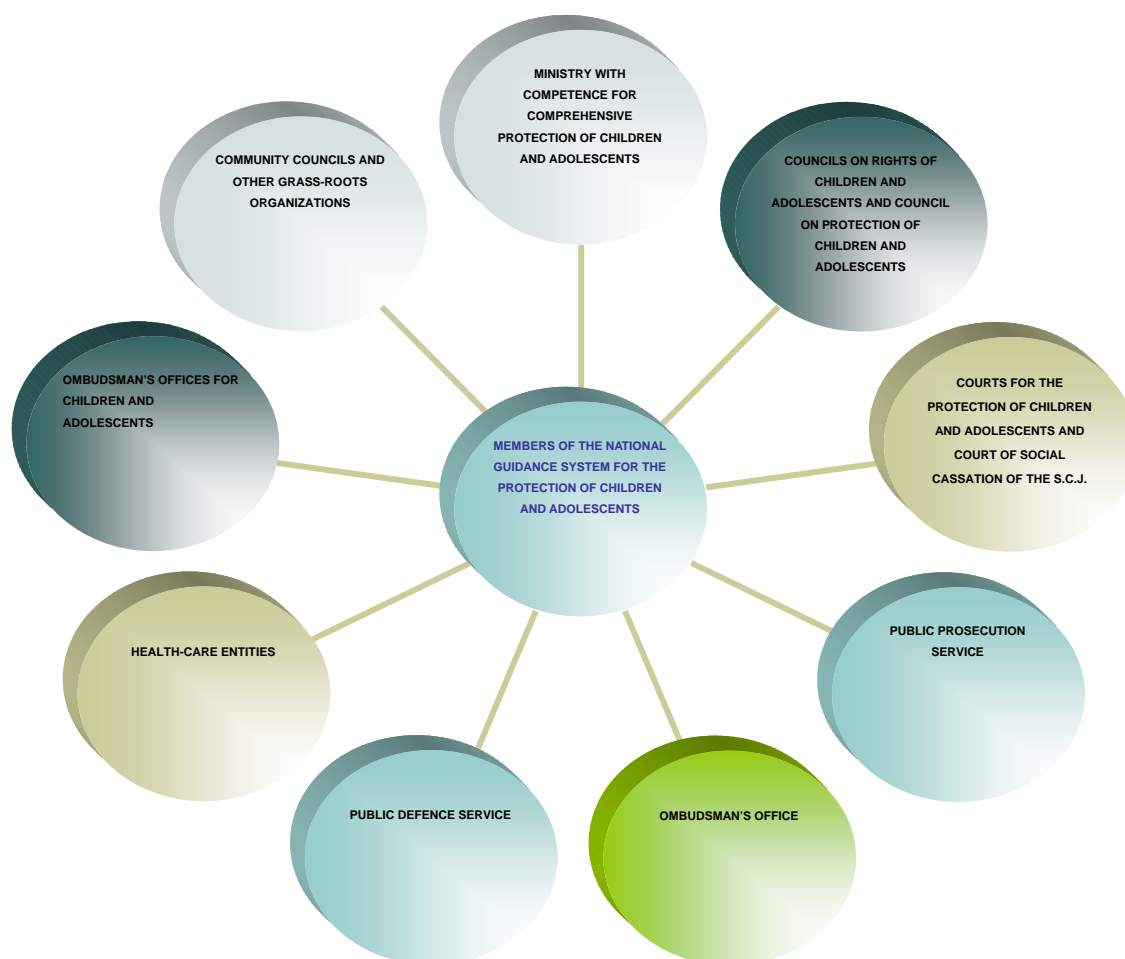 MINISTRY WITH
COMPETENCE FOR
COMPREHENSIVE
PROTECTION OF CHILDREN
AND ADOLESCENTS
COMMUNITY COUNCILS AND
OTHER GRASS-ROOTS
ORGANIZATIONS
COUNCILS ON RIGHTS OF
CHILDREN AND
ADOLESCENTS AND COUNCIL
ON PROTECTION OF
CHILDREN AND
ADOLESCENTS
OMBUDSMAN'S OFFICES FOR
CHILDREN AND
ADOLESCENTS
COURTS FOR THE
PROTECTION OF CHILDREN
AND ADOLESCENTS AND
COURT OF SOCIAL
CASSATION OF THE S.C.J.
MEMBERS OF THE NATIONAL
GUIDANCE SYSTEM FOR THE
PROTECTION OF CHILDREN
AND ADOLESCENTS
HEALTH-CARE ENTITIES
PUBLIC PROSECUTION
SERVICE
PUBLIC DEFENCE SERVICE
OMBUDSMAN'S OFFICE